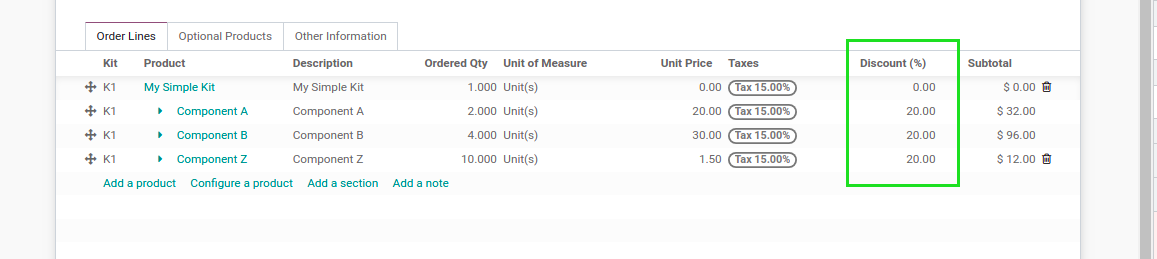 Order Lines Optional Products Other Information
Kit Product Description Ordered Qty Unit of Measure Unit Price Taxes Discount (%) Subtotal
K1 My Simple Kit My Simple Kit 1.000 Unit(s) 0.00 Tax 15.00% 0.00 $ 0.00
K1 Component A Component A 2.000 Unit(s) 20.00 Tax 15.00% 20.00 $ 32.00
K1 Component B Component B 4.000 Unit(s) 30.00 Tax 15.00% 20.00 $ 96.00
K1 Component Z Component Z 10.000 Unit(s) 1.50 Tax 15.00% 20.00 $ 12.00
Add a product Configure a product Add a section Add a note